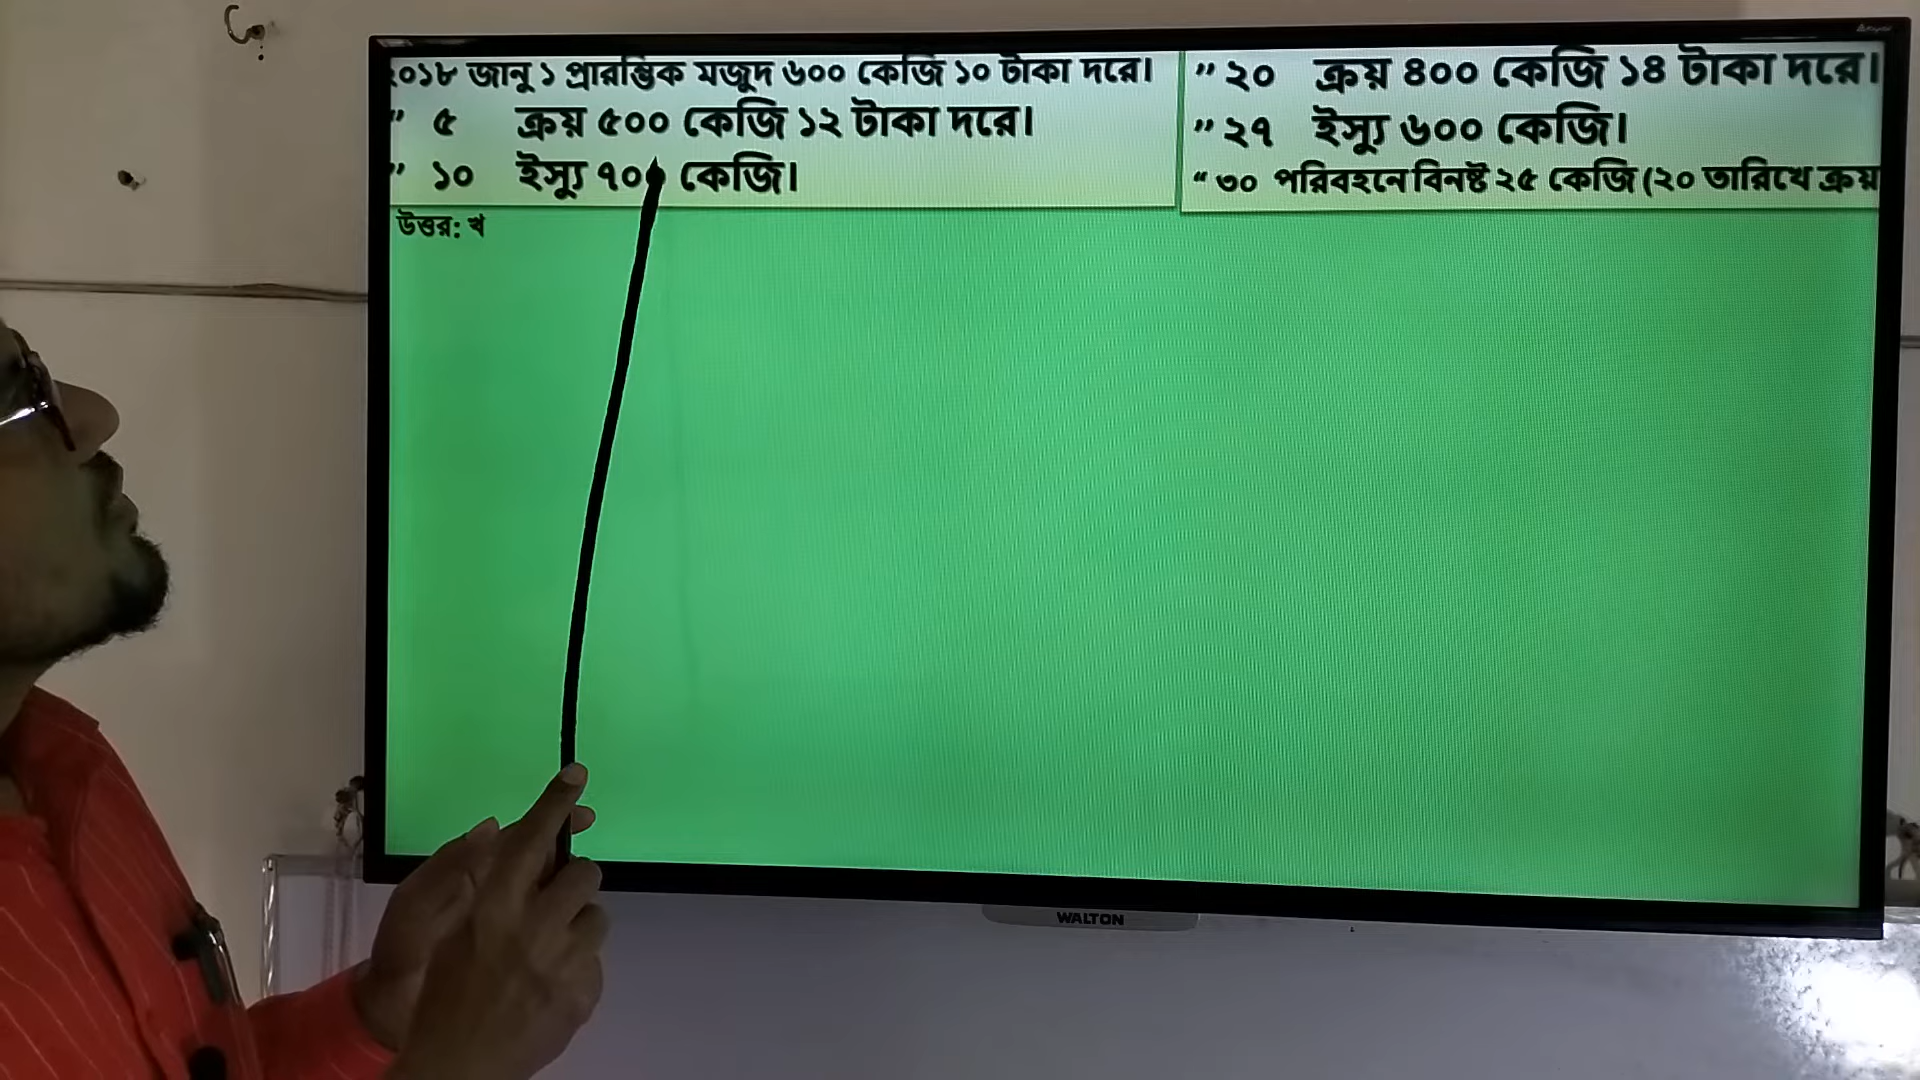 ২০১৮ জানু ১ প্রারম্ভিক মজুদ ৬০০ কেজি ১০ টাকা দরে।
” ৫ ক্রয় ৫০০ কেজি ১২ টাকা দরে।
” ১০ ইস্যু ৭০০ কেজি।
” ২০ ক্রয় ৪০০ কেজি ১৪ টাকা দরে।
” ২৭ ইস্যু ৬০০ কেজি।
“ ৩০ পরিবহনে বিনষ্ট ২৫ কেজি (২০ তারিখে ক্রয়
উত্তর: খ
WALTON